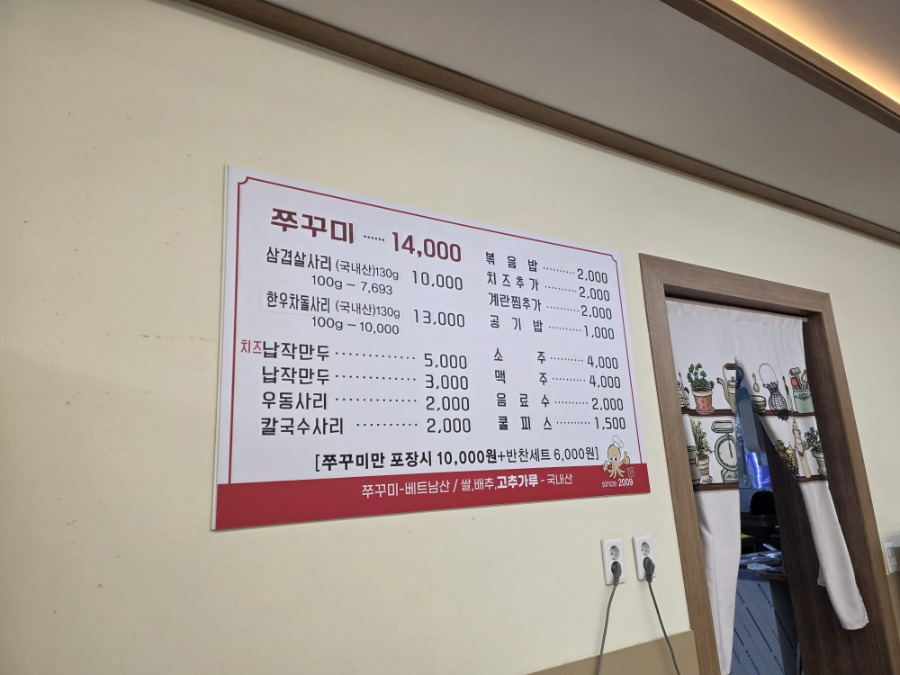 쭈꾸미 ······ 14,000
삼겹살사리 (국내산)130g 10,000
100g – 7,693
한우차돌사리 (국내산)130g 13,000
100g – 10,000
치즈납작만두 ············· 5,000
납작만두 ············· 3,000
우동사리 ············· 2,000
칼국수사리 ·········· 2,000
볶음밥 ·········· 2,000
치즈추가 ·········· 2,000
계란찜추가 ········· 2,000
공기밥 ·········· 1,000
소주 ·········· 4,000
맥주 ·········· 4,000
음료수 ·········· 2,000
쿨피스 ·········· 1,500
[쭈꾸미만 포장시 10,000원+반찬세트 6,000원]
쭈꾸미-베트남산 / 쌀,배추,고추가루 - 국내산
since 2009